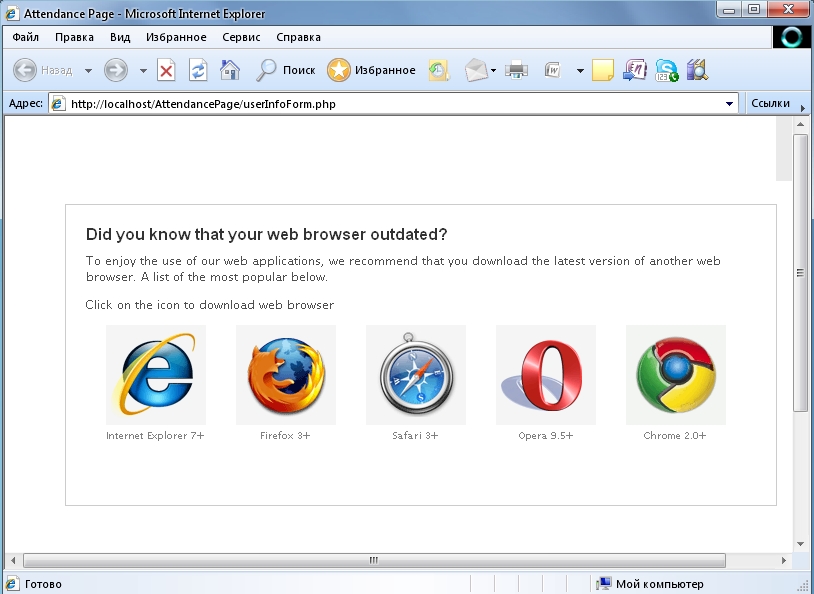 Attendance Page - Microsoft Internet Explorer
Файл Правка Вид Избранное Сервис Справка
Назад Поиск Избранное
Адрес: http://localhost/AttendancePage/userInfoForm.php Ссылки
Did you know that your web browser outdated?
To enjoy the use of our web applications, we recommend that you download the latest version of another web
browser. A list of the most popular below.
Click on the icon to download web browser
Internet Explorer 7+ Firefox 3+ Safari 3+ Opera 9.5+ Chrome 2.0+
Готово Мой компьютер